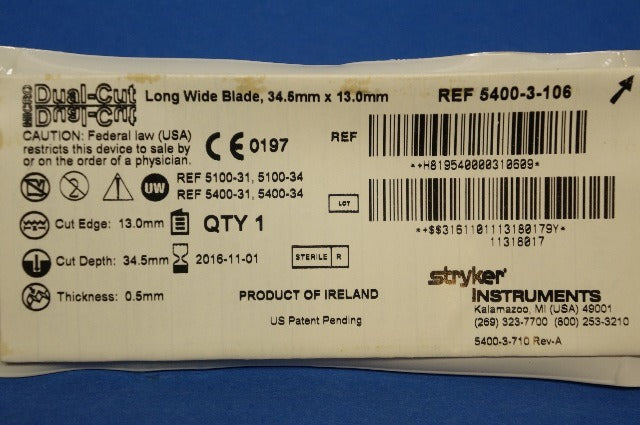 MICRO Dual-Cut
Long Wide Blade, 34.5mm x 13.0mm
REF 5400-3-106
CAUTION: Federal law (USA)
restricts this device to sale by
or on the order of a physician.
CE 0197
REF
*+H819540000310609*
UW
REF 5100-31, 5100-34
REF 5400-31, 5400-34
LOT
*+$$3161101113180179Y*
11318017
Cut Edge: 13.0mm
QTY 1
Cut Depth: 34.5mm
2016-11-01
STERILE R
Thickness: 0.5mm
PRODUCT OF IRELAND
US Patent Pending
stryker
INSTRUMENTS
Kalamazoo, MI (USA) 49001
(269) 323-7700 (800) 253-3210
5400-3-710 Rev-A